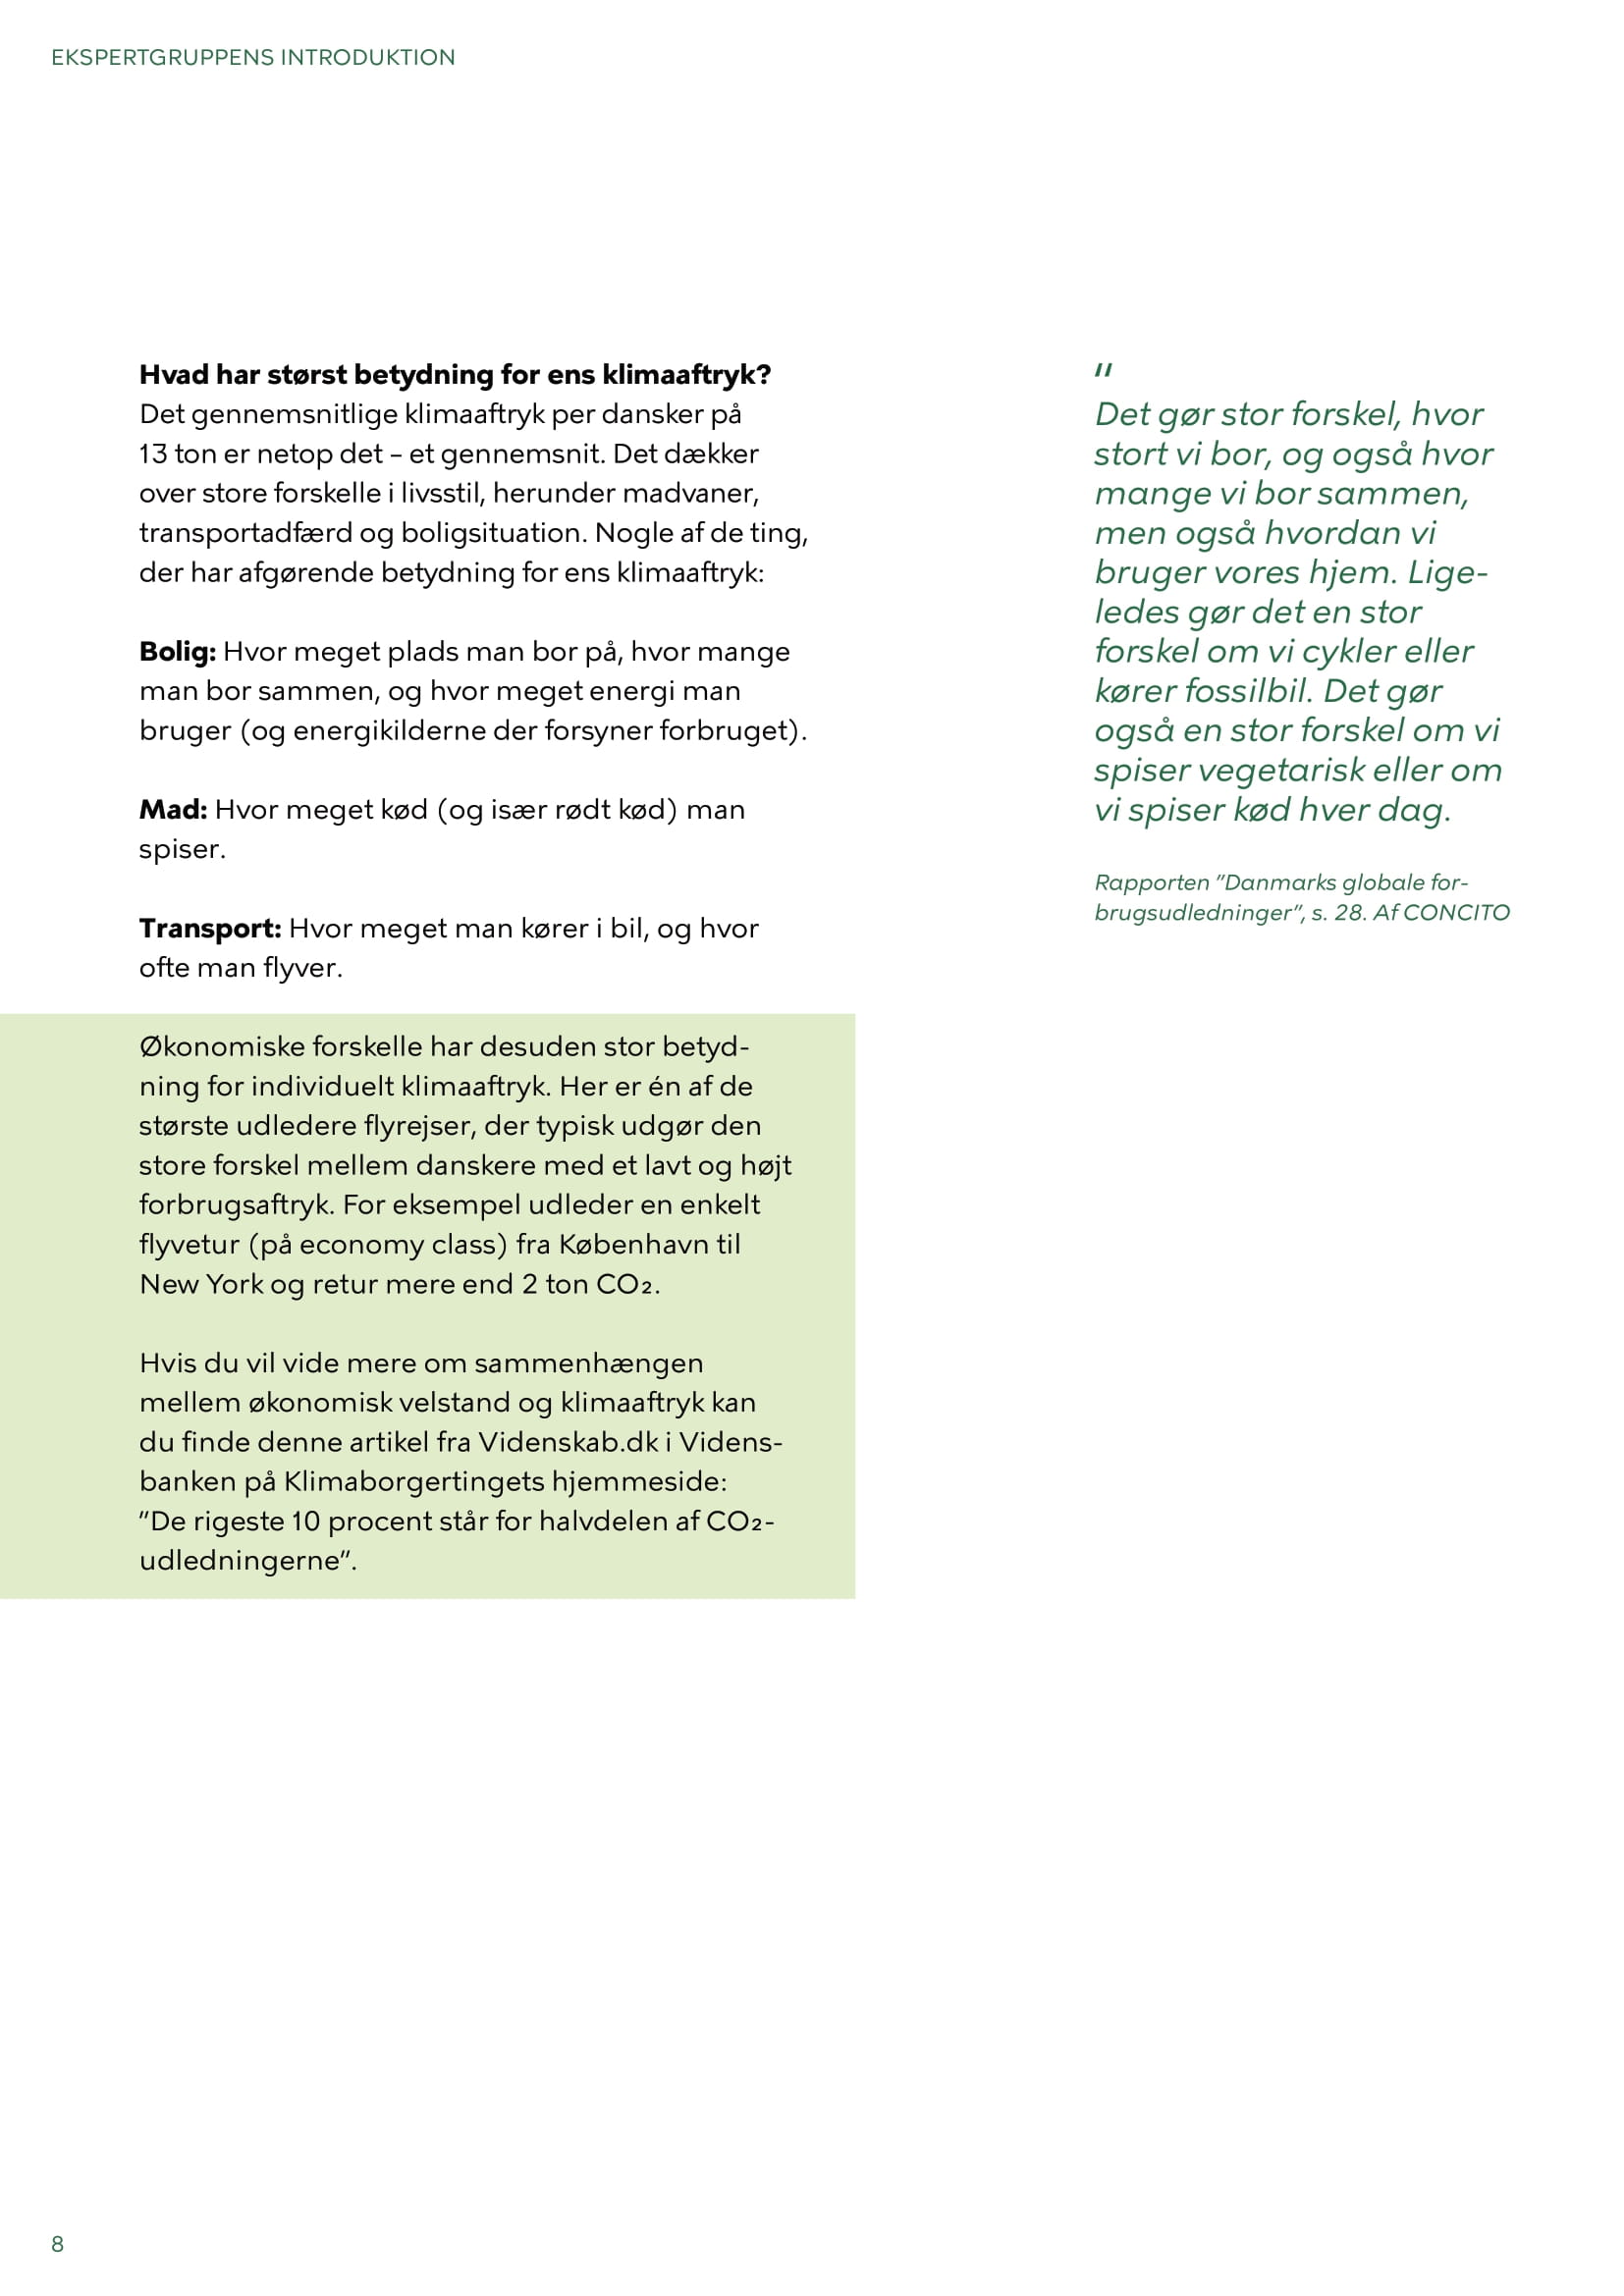 EKSPERTGRUPPENS INTRODUKTION
Hvad har størst betydning for ens klimaaftryk?
Det gennemsnitlige klimaaftryk per dansker på
13 ton er netop det – et gennemsnit. Det dækker
over store forskelle i livsstil, herunder madvaner,
transportadfærd og boligsituation. Nogle af de ting,
der har afgørende betydning for ens klimaaftryk:
Bolig: Hvor meget plads man bor på, hvor mange
man bor sammen, og hvor meget energi man
bruger (og energikilderne der forsyner forbruget).
Mad: Hvor meget kød (og især rødt kød) man
spiser.
Transport: Hvor meget man kører i bil, og hvor
ofte man flyver.
Økonomiske forskelle har desuden stor betyd-
ning for individuelt klimaaftryk. Her er én af de
største udledere flyrejser, der typisk udgør den
store forskel mellem danskere med et lavt og højt
forbrugsaftryk. For eksempel udleder en enkelt
flyvetur (på economy class) fra København til
New York og retur mere end 2 ton CO₂.
Hvis du vil vide mere om sammenhængen
mellem økonomisk velstand og klimaaftryk kan
du finde denne artikel fra Videnskab.dk i Videns-
banken på Klimaborgertingets hjemmeside:
”De rigeste 10 procent står for halvdelen af CO₂-
udledningerne”.
"
Det gør stor forskel, hvor
stort vi bor, og også hvor
mange vi bor sammen,
men også hvordan vi
bruger vores hjem. Lige-
ledes gør det en stor
forskel om vi cykler eller
kører fossilbil. Det gør
også en stor forskel om vi
spiser vegetarisk eller om
vi spiser kød hver dag.
Rapporten ”Danmarks globale for-
brugsudledninger”, s. 28. Af CONCITO
8